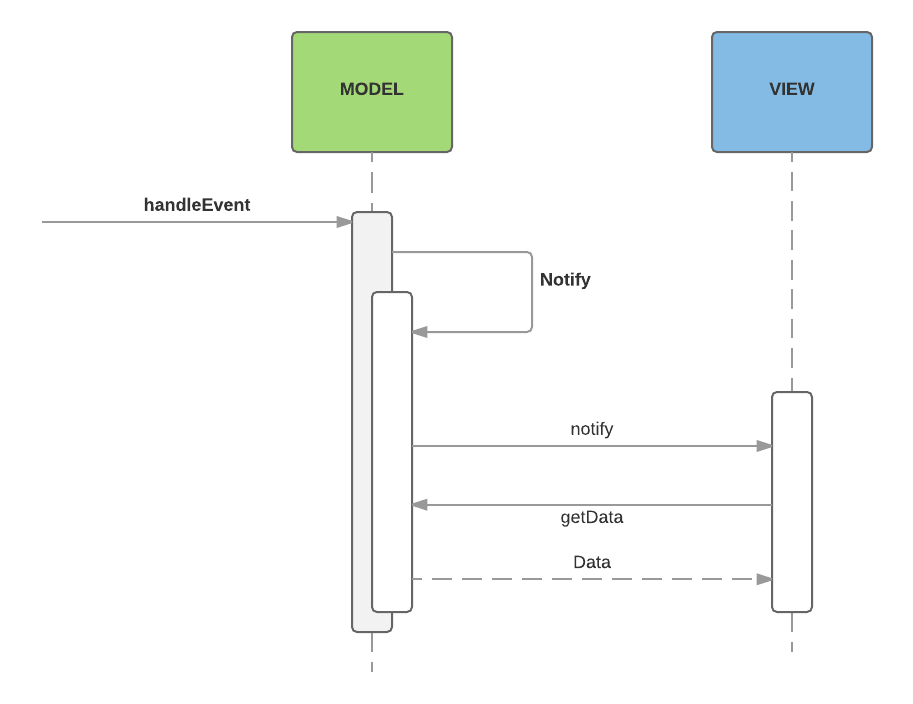 MODEL
VIEW
handleEvent
Notify
notify
getData
Data